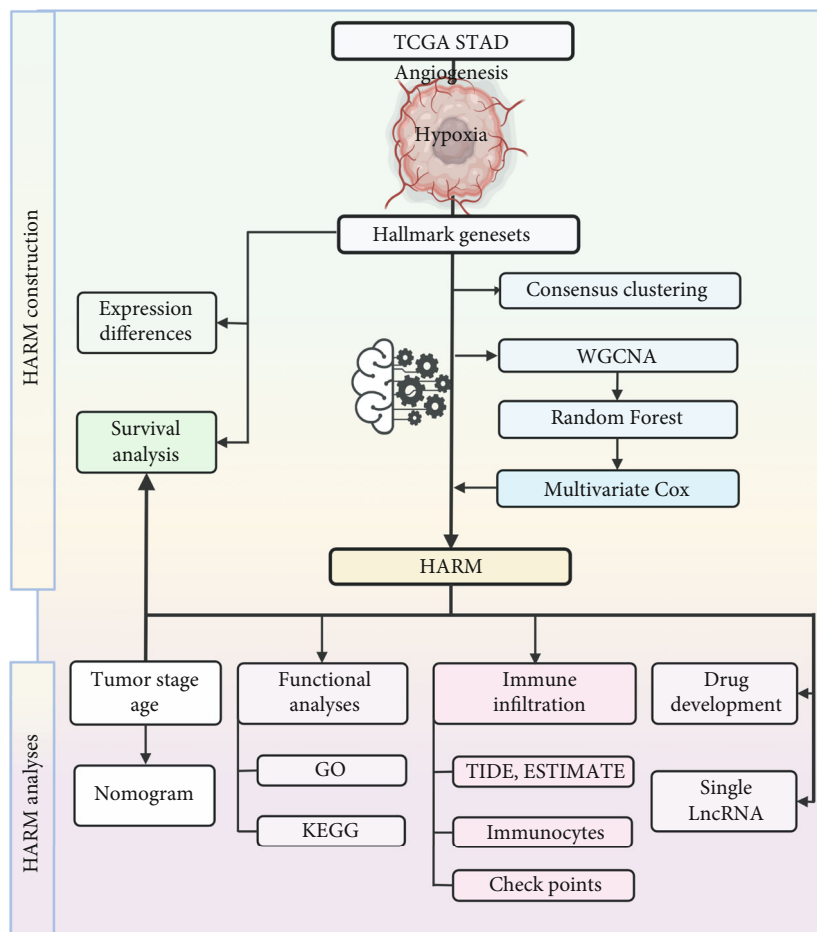 TCGA STAD
Angiogenesis
Hypoxia
Hallmark genesets
HARM construction
Expression
differences
Consensus clustering
WGCNA
Random Forest
Survival
analysis
Multivariate Cox
HARM
HARM analyses
Tumor stage
age
Nomogram
Functional
analyses
GO
KEGG
Immune
infiltration
TIDE, ESTIMATE
Immunocytes
Check points
Drug
development
Single
LncRNA